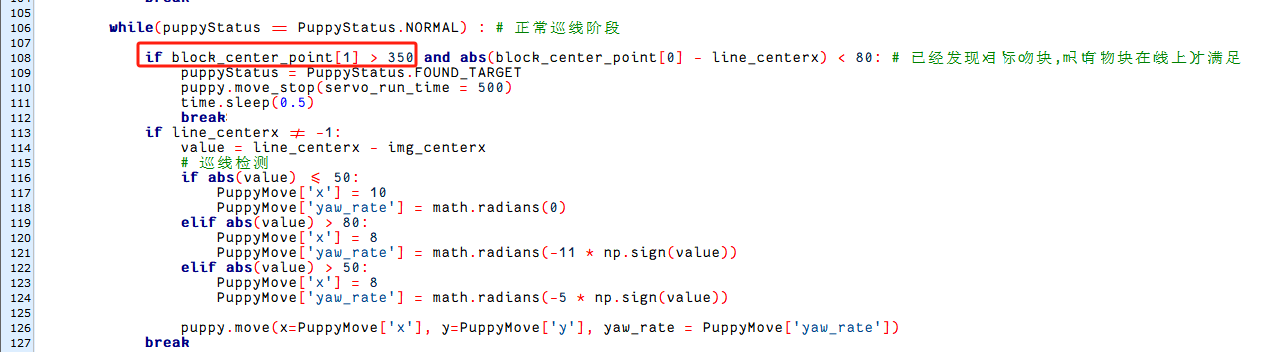 105
106 while(puppyStatus == PuppyStatus.NORMAL) : # 正常巡线阶段
107
108 if block_center_point[1] > 350 and abs(block_center_point[0] - line_centerx) < 80: # 已经发现目标物块,只有物块在线上才满足
109 puppyStatus = PuppyStatus.FOUND_TARGET
110 puppy.move_stop(servo_run_time = 500)
111 time.sleep(0.5)
112 break
113 if line_centerx ≠ -1:
114 value = line_centerx - img_centerx
115 # 巡线检测
116 if abs(value) ⩽ 50:
117 PuppyMove['x'] = 10
118 PuppyMove['yaw_rate'] = math.radians(0)
119 elif abs(value) > 80:
120 PuppyMove['x'] = 8
121 PuppyMove['yaw_rate'] = math.radians(-11 * np.sign(value))
122 elif abs(value) > 50:
123 PuppyMove['x'] = 8
124 PuppyMove['yaw_rate'] = math.radians(-5 * np.sign(value))
125
126 puppy.move(x=PuppyMove['x'], y=PuppyMove['y'], yaw_rate = PuppyMove['yaw_rate'])
127 break